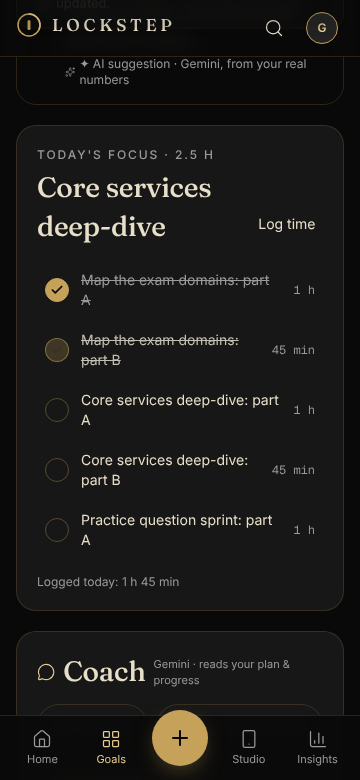 updated.
LOCKSTEP
G
✦ AI suggestion · Gemini, from your real
numbers
TODAY'S FOCUS · 2.5 H
Core services
deep-dive
Log time
Map the exam domains: part
A
1 h
Map the exam domains:
part B
45 min
Core services deep-dive: part
A
1 h
Core services deep-dive:
part B
45 min
Practice question sprint: part
A
1 h
Logged today: 1 h 45 min
Coach
Gemini · reads your plan &
progress
Home
Goals
Studio
Insights